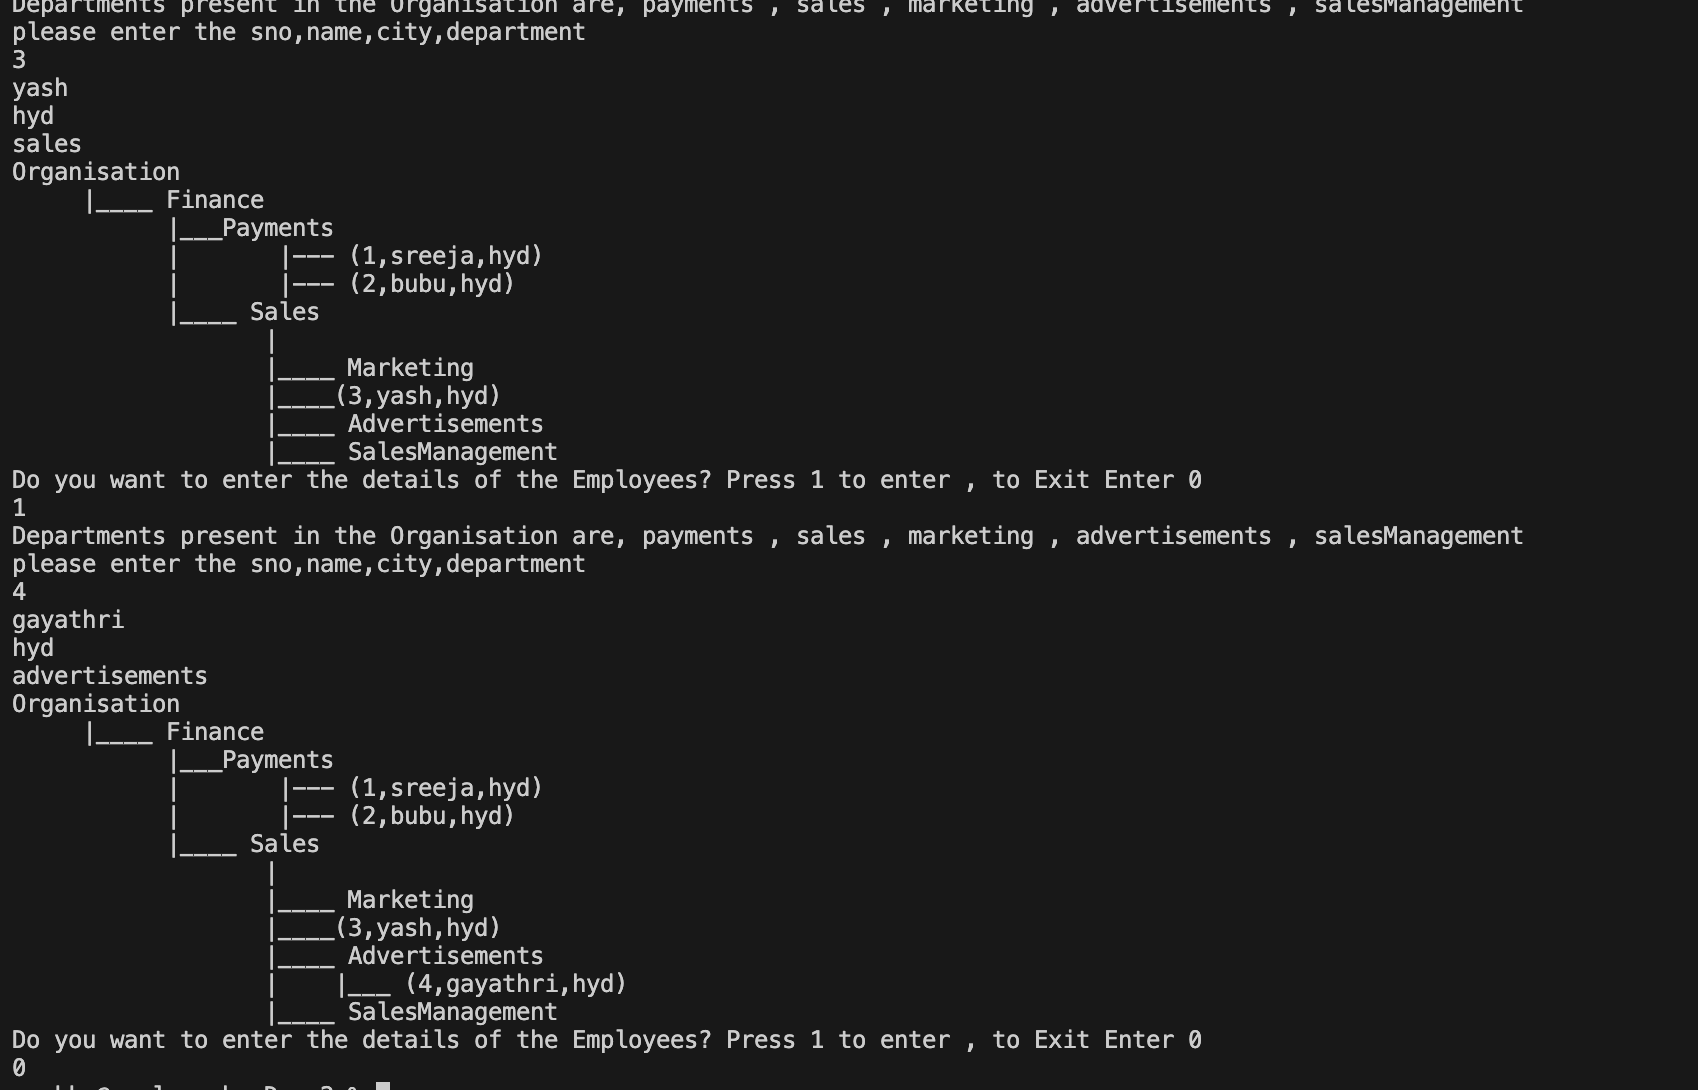 Departments present in the Organisation are, payments , sales , marketing , advertisements , salesManagement
please enter the sno,name,city,department
3
yash
hyd
sales
Organisation
     |____ Finance
           |___Payments
           |       |--- (1,sreeja,hyd)
           |       |--- (2,bubu,hyd)
           |____ Sales
                  |
                  |____ Marketing
                  |____(3,yash,hyd)
                  |____ Advertisements
                  |____ SalesManagement
Do you want to enter the details of the Employees? Press 1 to enter , to Exit Enter 0
1
Departments present in the Organisation are, payments , sales , marketing , advertisements , salesManagement
please enter the sno,name,city,department
4
gayathri
hyd
advertisements
Organisation
     |____ Finance
           |___Payments
           |       |--- (1,sreeja,hyd)
           |       |--- (2,bubu,hyd)
           |____ Sales
                  |
                  |____ Marketing
                  |____(3,yash,hyd)
                  |____ Advertisements
                  |    |___ (4,gayathri,hyd)
                  |____ SalesManagement
Do you want to enter the details of the Employees? Press 1 to enter , to Exit Enter 0
0